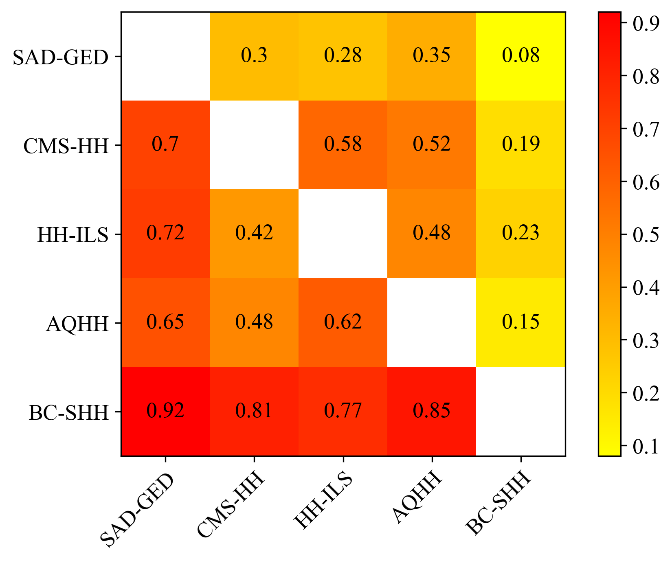 SAD-GED 0.3 0.28 0.35 0.08
CMS-HH 0.7 0.58 0.52 0.19
HH-ILS 0.72 0.42 0.48 0.23
AQHH 0.65 0.48 0.62 0.15
BC-SHH 0.92 0.81 0.77 0.85
SAD-GED CMS-HH HH-ILS AQHH BC-SHH
0.9
0.8
0.7
0.6
0.5
0.4
0.3
0.2
0.1